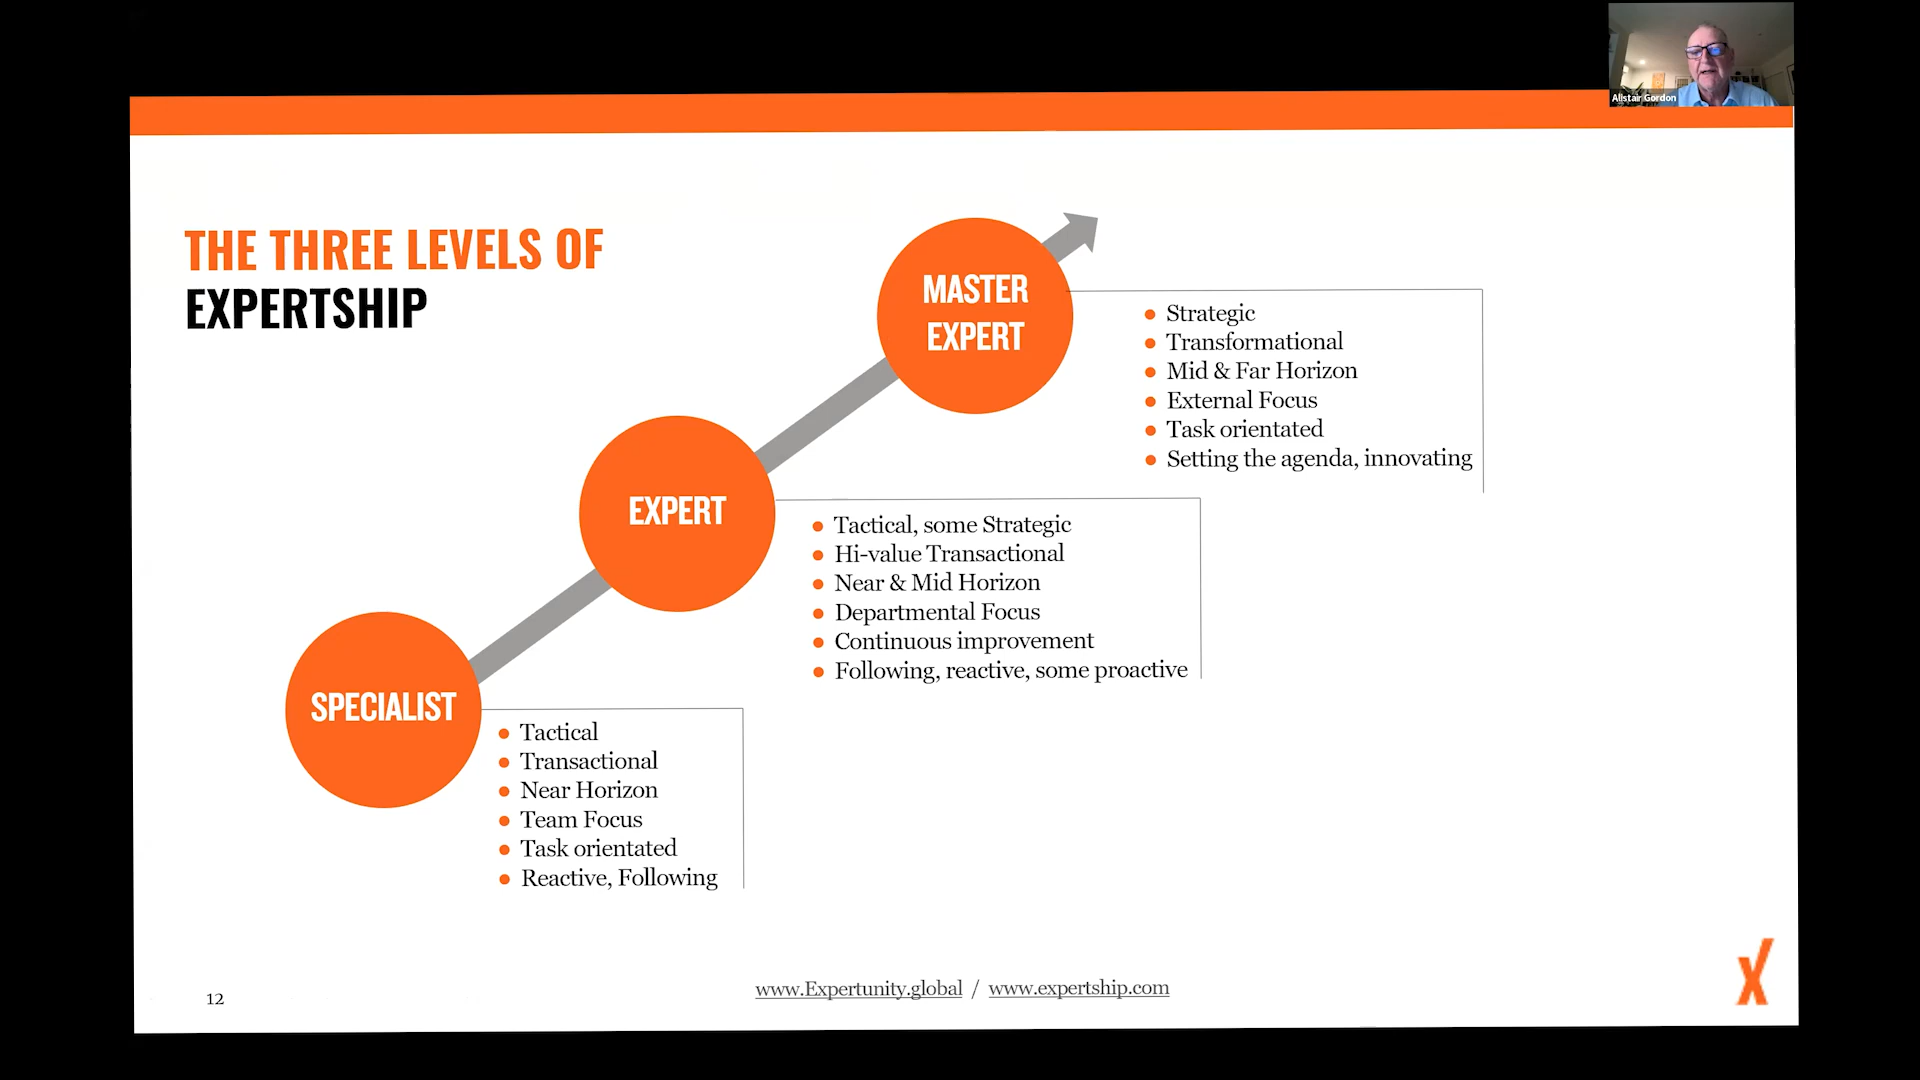 Alistair Gordon
THE THREE LEVELS OF
EXPERTSHIP
MASTER
EXPERT
• Strategic
• Transformational
• Mid & Far Horizon
• External Focus
• Task orientated
• Setting the agenda, innovating
EXPERT
• Tactical, some Strategic
• Hi-value Transactional
• Near & Mid Horizon
• Departmental Focus
• Continuous improvement
• Following, reactive, some proactive
SPECIALIST
• Tactical
• Transactional
• Near Horizon
• Team Focus
• Task orientated
• Reactive, Following
12
www.Expertunity.global / www.expertship.com